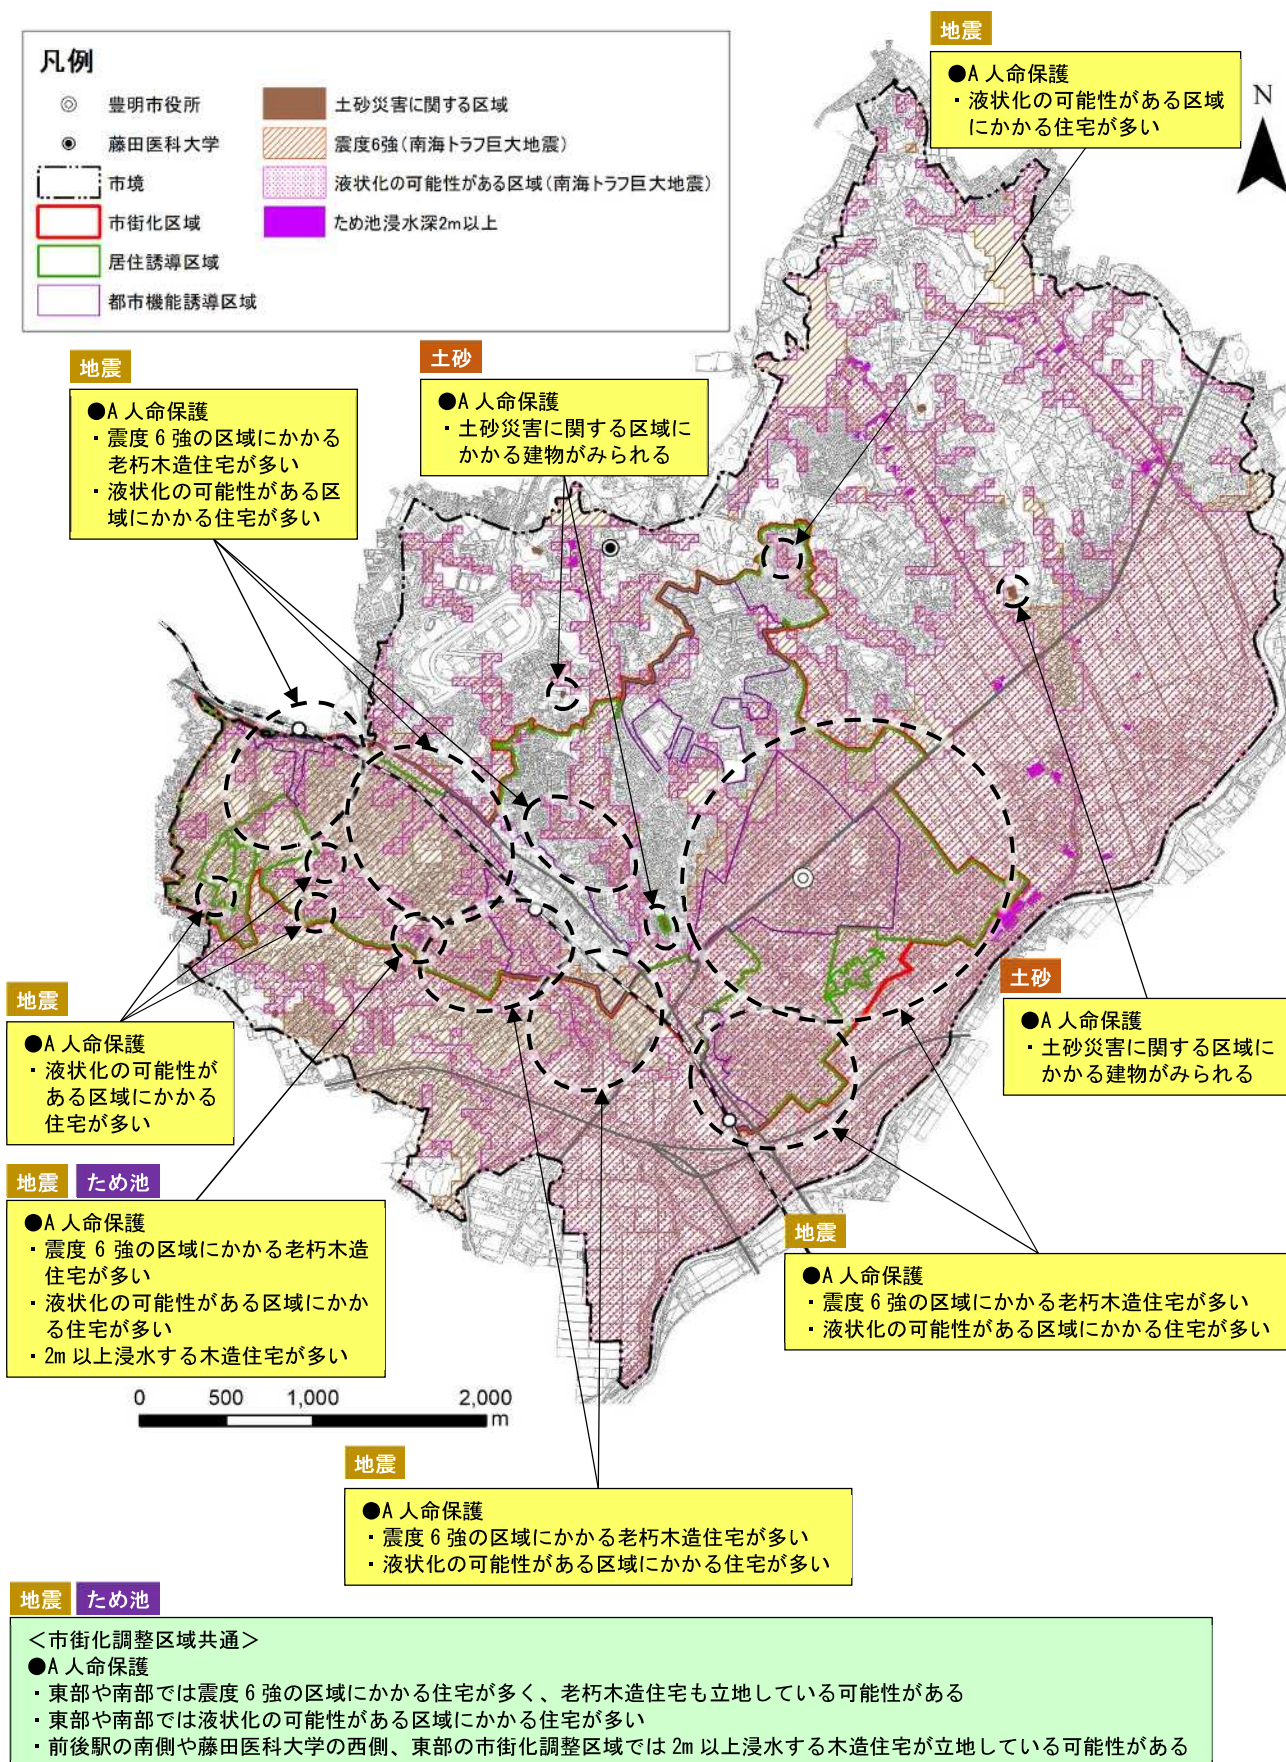 凡例
豊明市役所
藤田医科大学
市境
市街化区域
居住誘導区域
都市機能誘導区域
土砂災害に関する区域
震度6強(南海トラフ巨大地震)
液状化の可能性がある区域(南海トラフ巨大地震)
ため池浸水深2m以上
地震
●A 人命保護
・液状化の可能性がある区域
にかかる住宅が多い
N
地震
●A 人命保護
・震度6強の区域にかかる
老朽木造住宅が多い
・液状化の可能性がある区
域にかかる住宅が多い
土砂
●A 人命保護
・土砂災害に関する区域に
かかる建物がみられる
地震
●A 人命保護
・液状化の可能性が
ある区域にかかる
住宅が多い
土砂
●A 人命保護
・土砂災害に関する区域に
かかる建物がみられる
地震 ため池
●A 人命保護
・震度 6 強の区域にかかる老朽木造
住宅が多い
・液状化の可能性がある区域にかか
る住宅が多い
・2m 以上浸水する木造住宅が多い
地震
●A 人命保護
・震度6強の区域にかかる老朽木造住宅が多い
・液状化の可能性がある区域にかかる住宅が多い
0 500 1,000 2,000
m
地震
●A 人命保護
・震度6強の区域にかかる老朽木造住宅が多い
・液状化の可能性がある区域にかかる住宅が多い
地震 ため池
<市街化調整区域共通>
●A 人命保護
・東部や南部では震度6強の区域にかかる住宅が多く、老朽木造住宅も立地している可能性がある
・東部や南部では液状化の可能性がある区域にかかる住宅が多い
・前後駅の南側や藤田医科大学の西側、東部の市街化調整区域では2m 以上浸水する木造住宅が立地している可能性がある